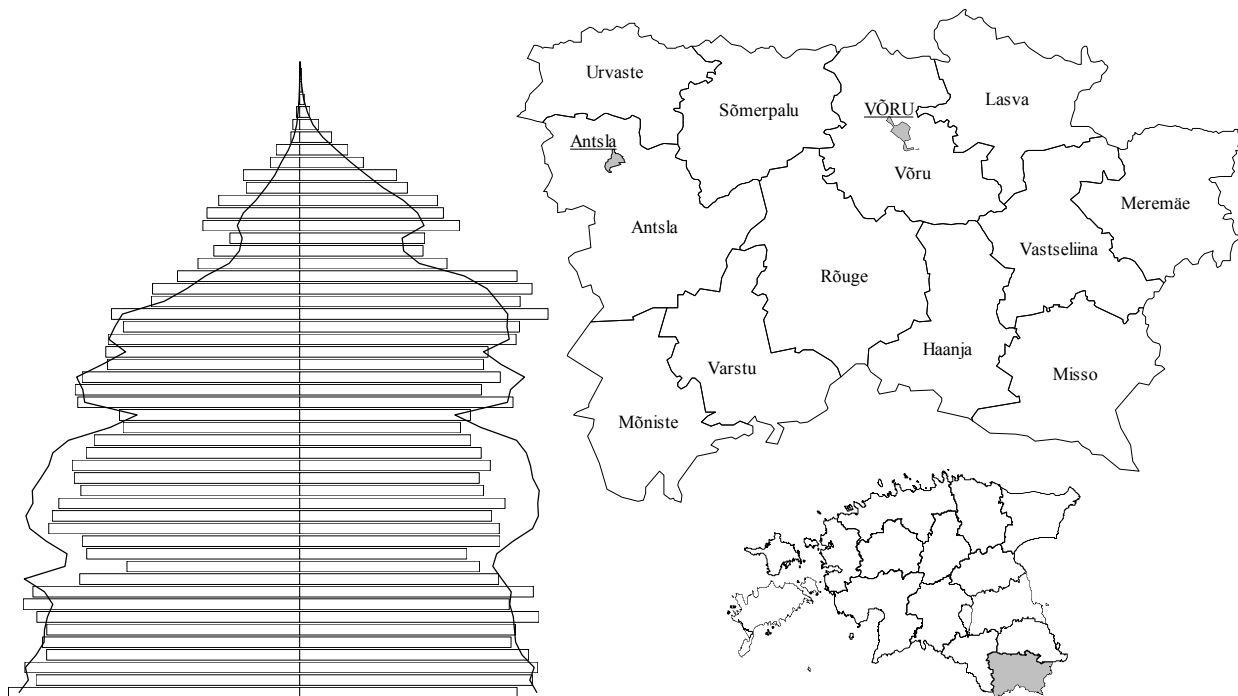 Urvaste
Sõmerpalu
VÕRU
Lasva
Antsla
Võru
Meremäe
Antsla
Vastseliina
Rõuge
Haanja
Varstu
Misso
Mõniste